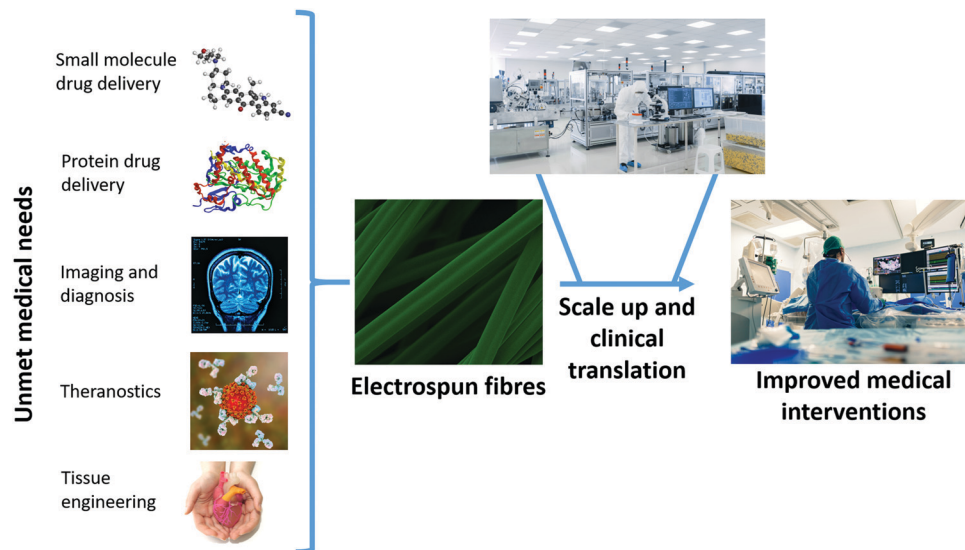 Unmet medical needs
Small molecule
drug delivery
Protein drug
delivery
Imaging and
diagnosis
Theranostics
Tissue
engineering
Electrospun fibres
Scale up and
clinical
translation
Improved medical
interventions